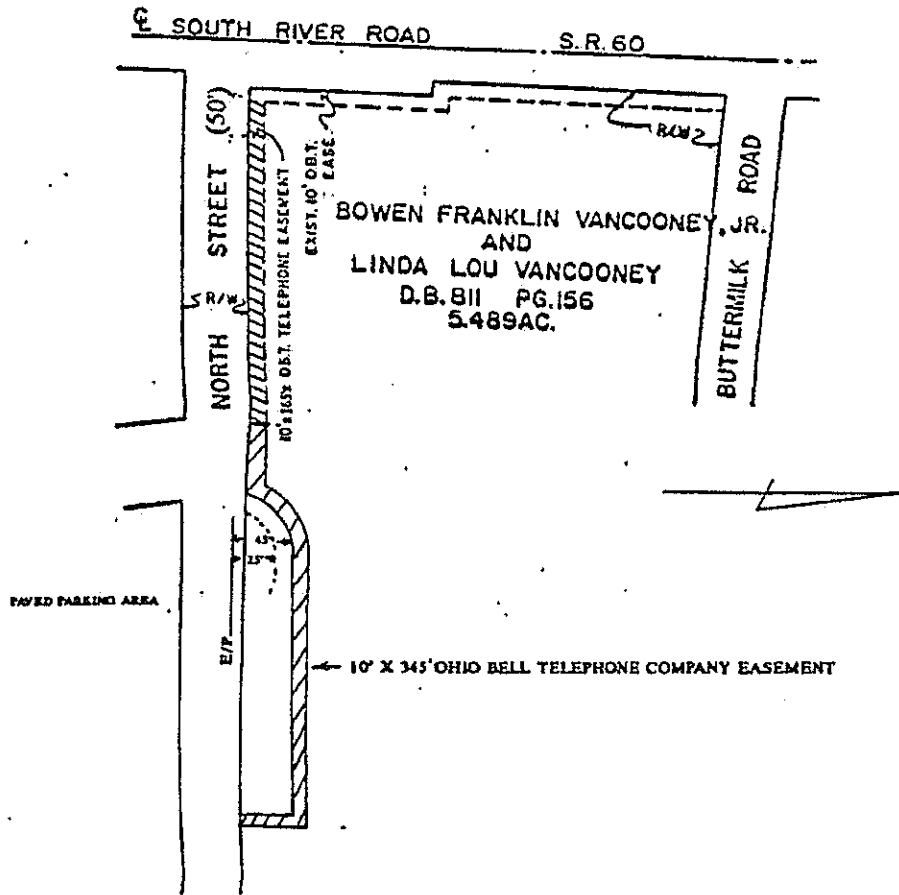 ℄ SOUTH RIVER ROAD S.R. 60
NORTH STREET (50')
R/W
10' x 165'± O.B.T. TELEPHONE EASEMENT
EXIST. 10' O.B.T. EASE.
R/W
BOWEN FRANKLIN VANCOONEY, JR.
AND
LINDA LOU VANCOONEY
D.B. 811 PG. 156
5.489AC.
BUTTERMILK ROAD
PAVED PARKING AREA
E/P
10' X 345' OHIO BELL TELEPHONE COMPANY EASEMENT